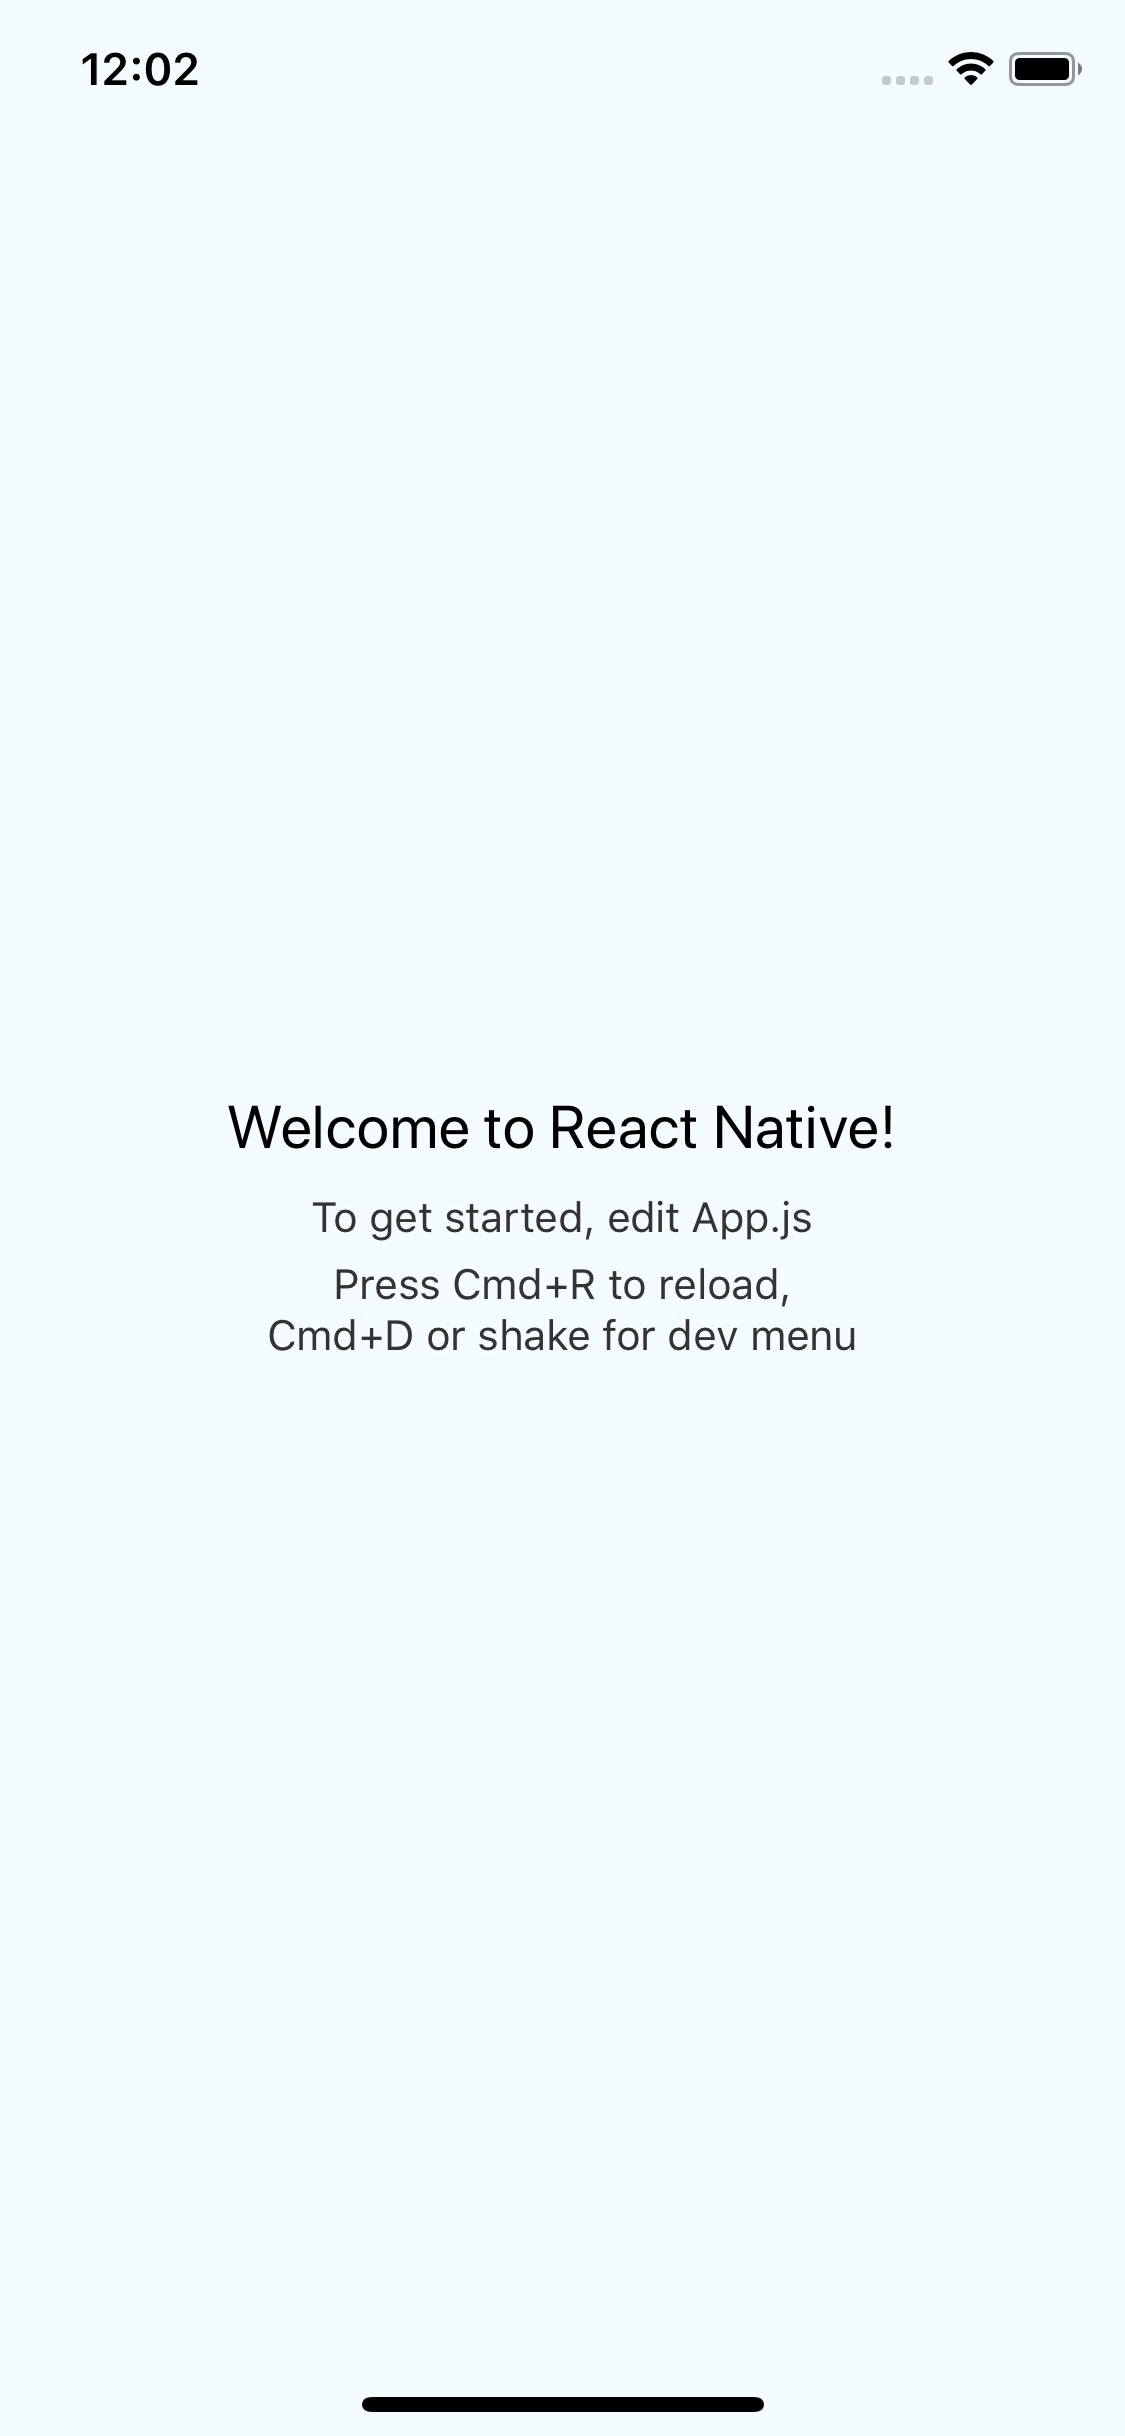 12:02
Welcome to React Native!
To get started, edit App.js
Press Cmd+R to reload,
Cmd+D or shake for dev menu